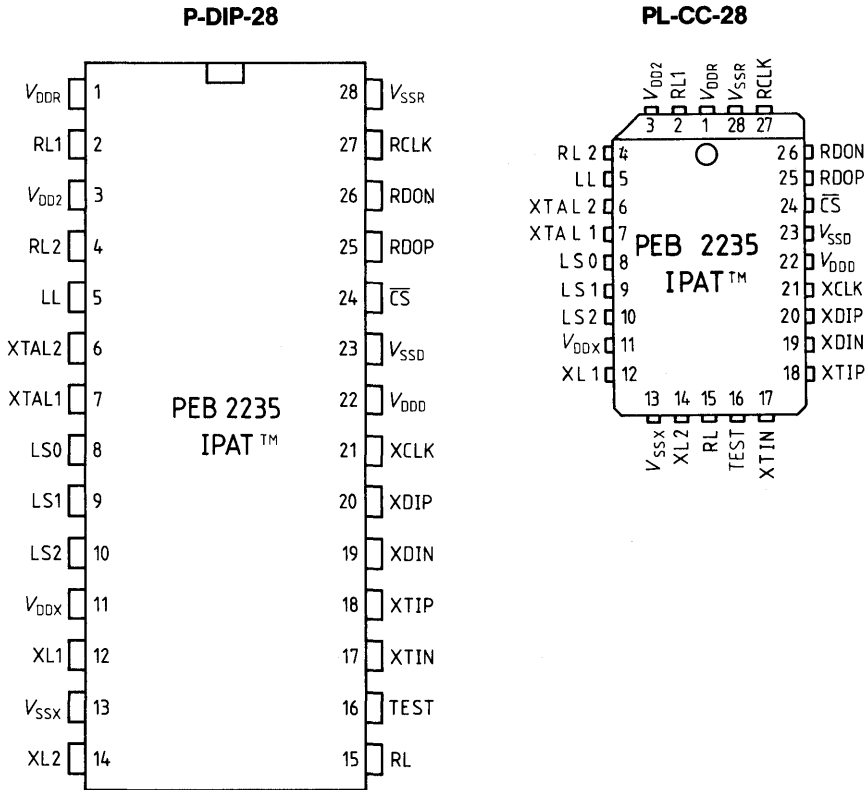 P-DIP-28
VDDR 1 28 VSSR
RL1 2 27 RCLK
VDD2 3 26 RDON
RL2 4 25 RDOP
LL 5 24 C̅S̅
XTAL2 6 23 VSSD
XTAL1 7 22 VDDD
PEB 2235
IPAT™
LS0 8 21 XCLK
LS1 9 20 XDIP
LS2 10 19 XDIN
VDDX 11 18 XTIP
XL1 12 17 XTIN
VSSX 13 16 TEST
XL2 14 15 RL
PL-CC-28
VDD2 RL1 VDDR VSSR RCLK
3 2 1 28 27
RL2 4 26 RDON
LL 5 25 RDOP
XTAL2 6 24 C̅S̅
XTAL1 7 23 VSSD
PEB 2235
IPAT™
LS0 8 22 VDDD
LS1 9 21 XCLK
LS2 10 20 XDIP
VDDX 11 19 XDIN
XL1 12 18 XTIP
13 14 15 16 17
VSSX XL2 RL TEST XTIN